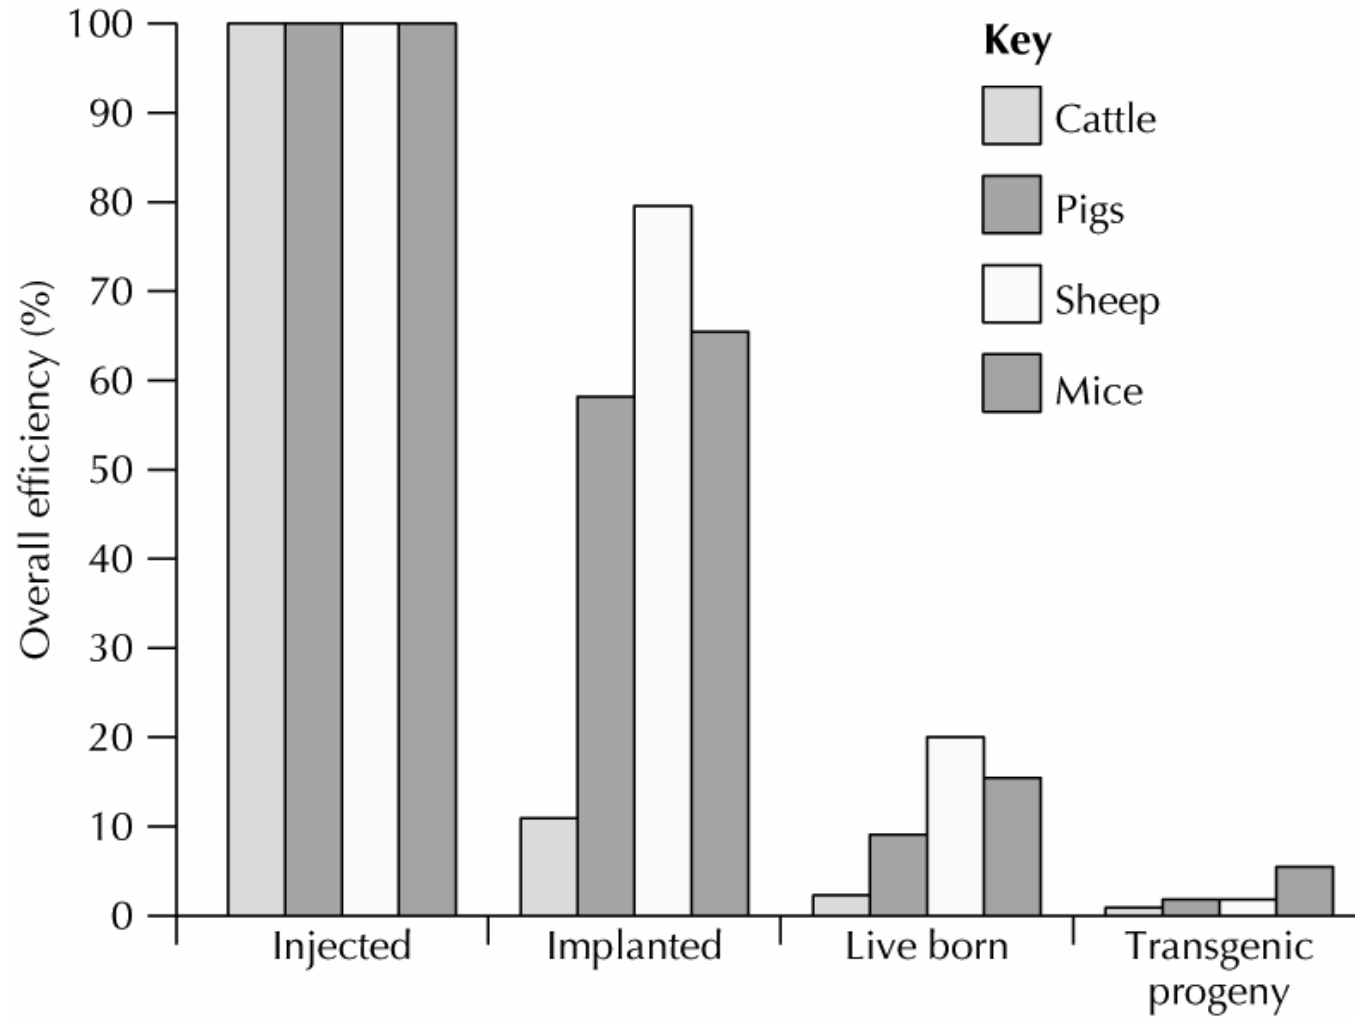 Overall efficiency (%)
100
90
80
70
60
50
40
30
20
10
0
Key
Cattle
Pigs
Sheep
Mice
Injected
Implanted
Live born
Transgenic
progeny